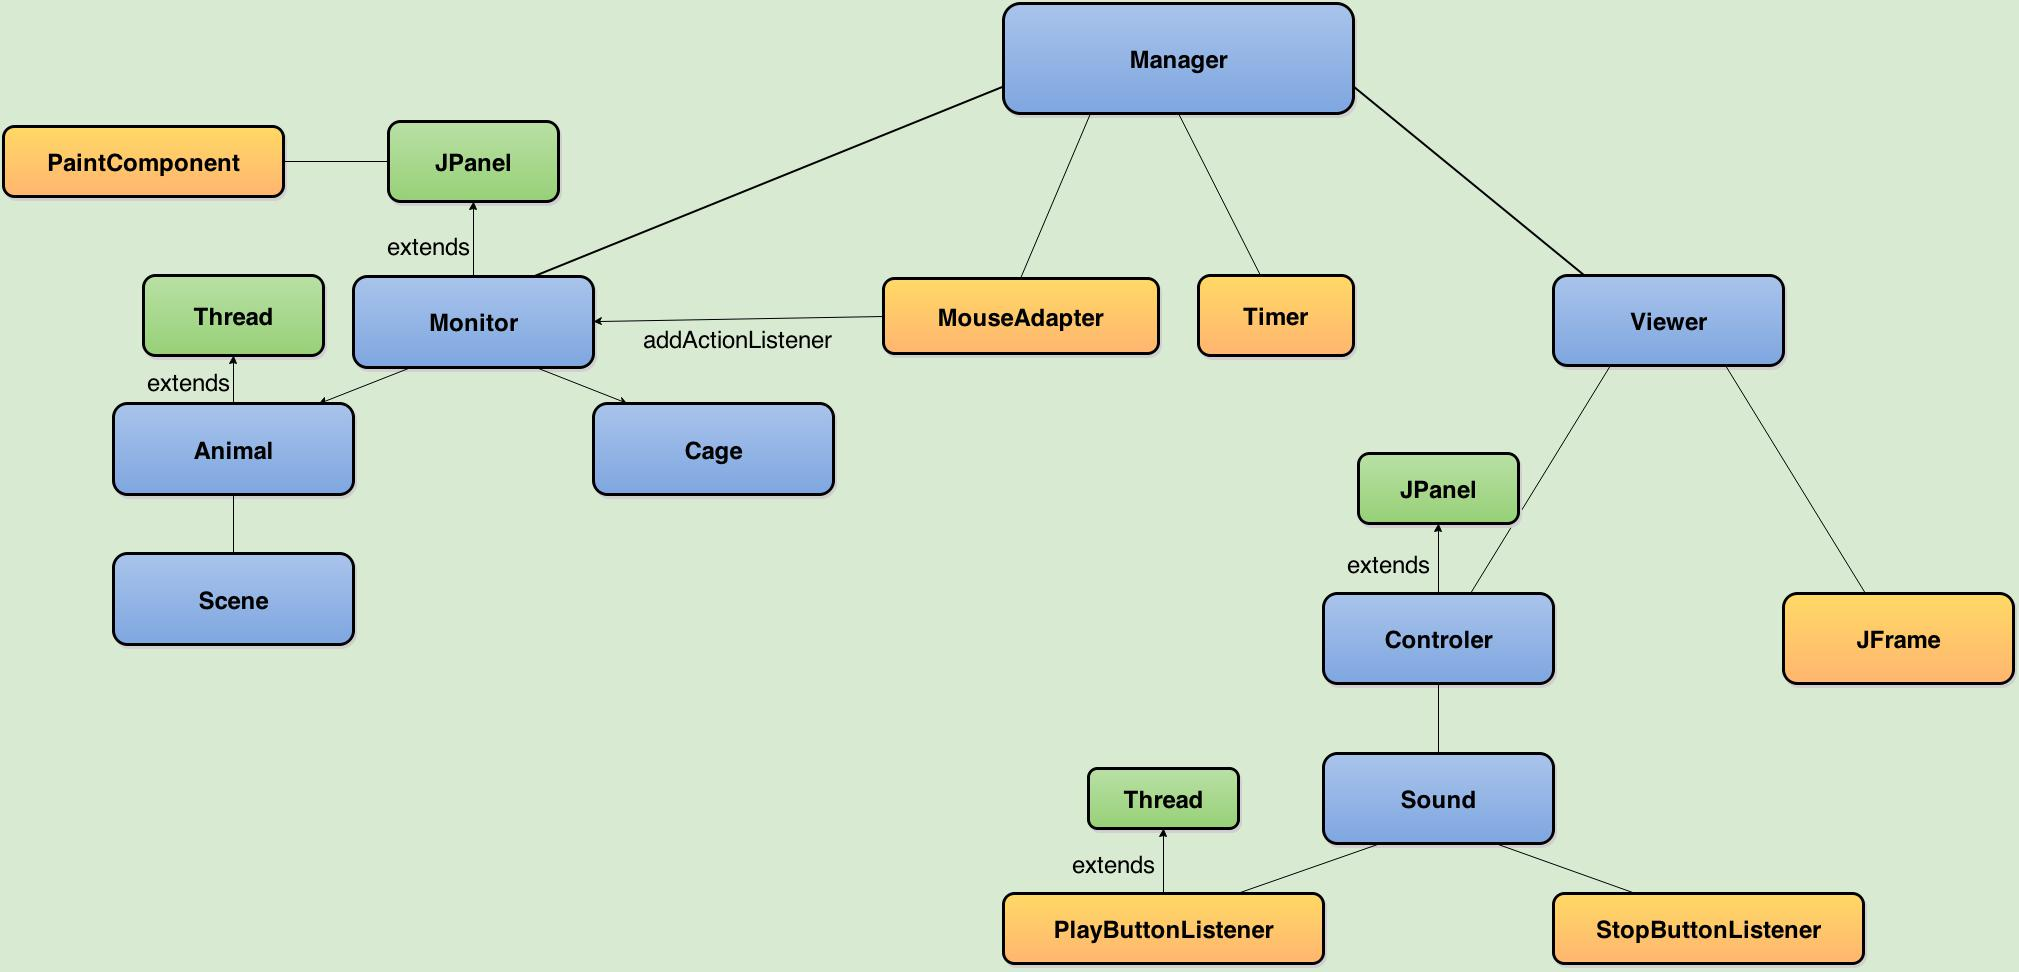 Manager
PaintComponent
JPanel
extends
Thread
Monitor
MouseAdapter
Timer
Viewer
addActionListener
extends
Animal
Cage
JPanel
extends
Scene
Controler
JFrame
Thread
Sound
extends
PlayButtonListener
StopButtonListener